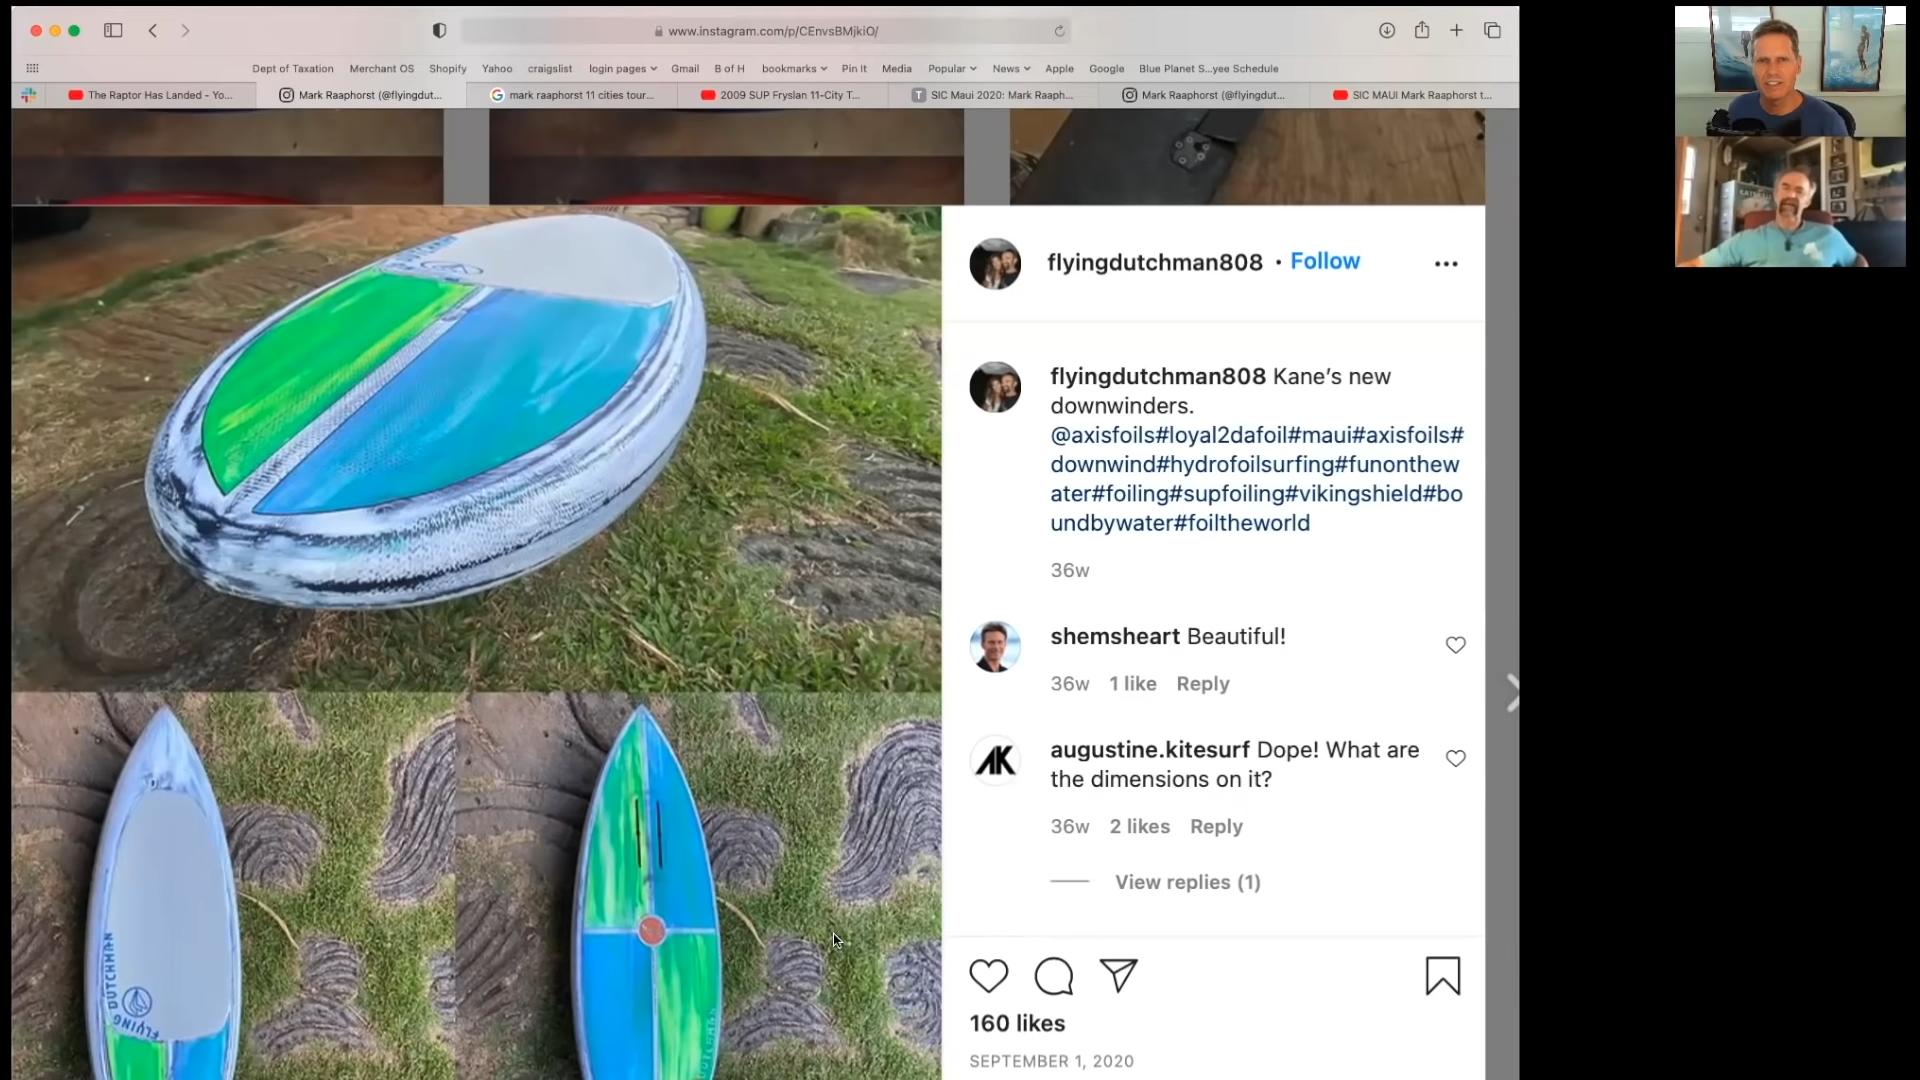 www.instagram.com/p/CEnvsBMjkiO/
Dept of Taxation Merchant OS Shopify Yahoo craigslist login pages Gmail B of H bookmarks Pin It Media Popular News Apple Google Blue Planet S...yee Schedule
The Raptor Has Landed - Yo... Mark Raaphorst (@flyingdut... mark raaphorst 11 cities tour... 2009 SUP Fryslan 11-City T... SIC Maui 2020: Mark Raaph... Mark Raaphorst (@flyingdut... SIC MAUI Mark Raaphorst t...
flyingdutchman808 • Follow
flyingdutchman808 Kane's new
downwinders.
@axisfoils#loyal2dafoil#maui#axisfoils#
downwind#hydrofoilsurfing#funonthew
ater#foiling#supfoiling#vikingshield#bo
undbywater#foiltheworld
36w
shemsheart Beautiful!
36w 1 like Reply
AK
augustine.kitesurf Dope! What are
the dimensions on it?
36w 2 likes Reply
View replies (1)
160 likes
SEPTEMBER 1, 2020
DUTCHMAN
FLYING DUTCHMAN
DUTCHMAN